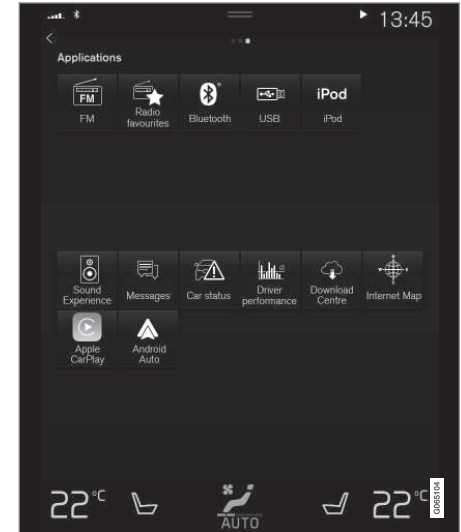 13:45
Applications
FM
FM
Radio
favourites
Bluetooth
USB
iPod
iPod
Sound
Experience
Messages
Car status
Driver
performance
Download
Centre
Internet Map
Apple
CarPlay
Android
Auto
22°C
AUTO
22°C
G065104